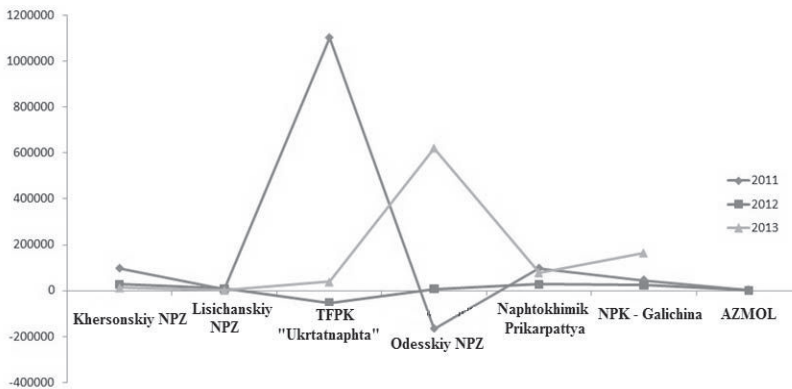 1200000
1000000
800000
600000
400000
200000
0
-200000
-400000
Khersonskiy NPZ
Lisichanskiy
NPZ
TFPK
"Ukrtatnaphta"
Odesskiy NPZ
Naphtokhimik
Prikarpattya
NPK - Galichina
AZMOL
2011
2012
2013